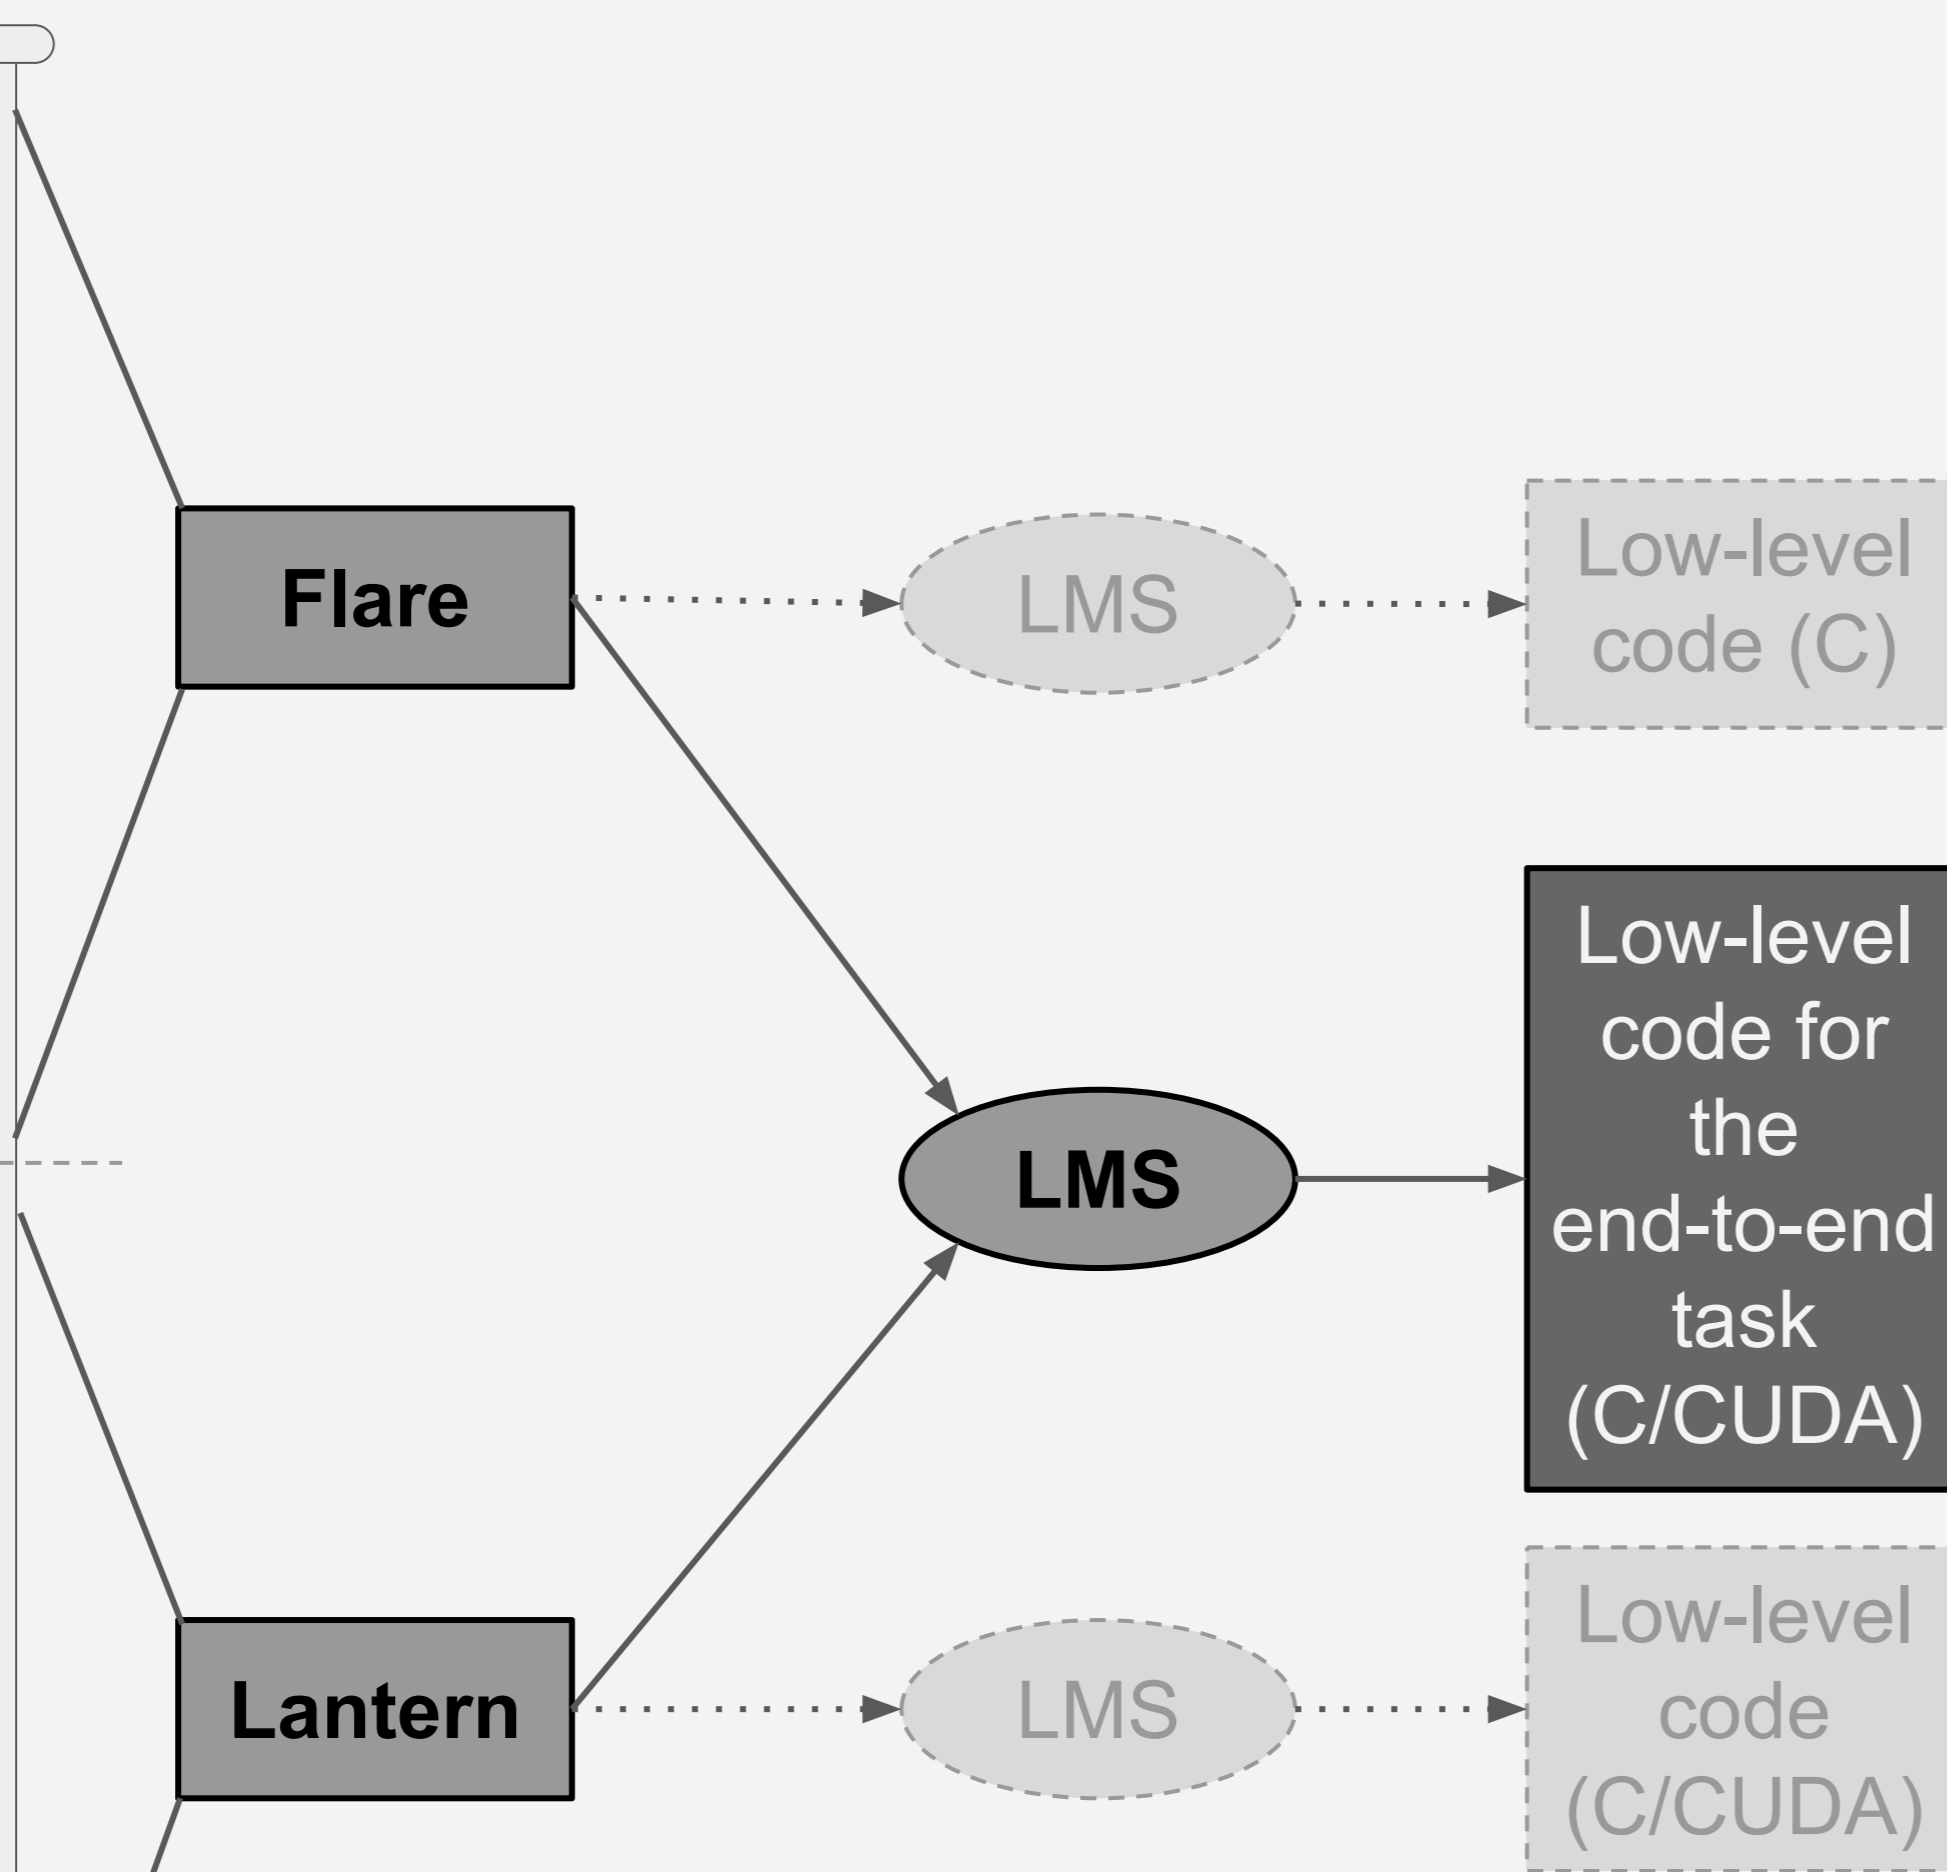 Flare
LMS
Low-level
code (C)
LMS
Low-level
code for
the
end-to-end
task
(C/CUDA)
Lantern
LMS
Low-level
code
(C/CUDA)